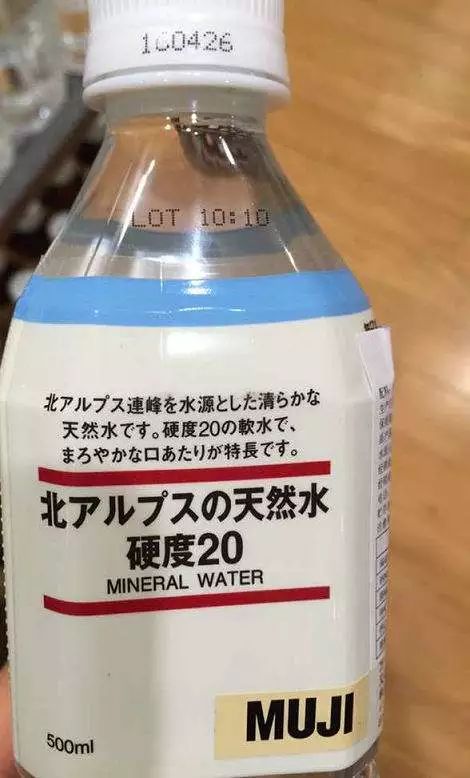 160426
LOT 10:10
北アルプス連峰を水源とした清らかな
天然水です。硬度20の軟水で、
まろやかな口あたりが特長です。
北アルプスの天然水
硬度20
MINERAL WATER
MUJI
500ml